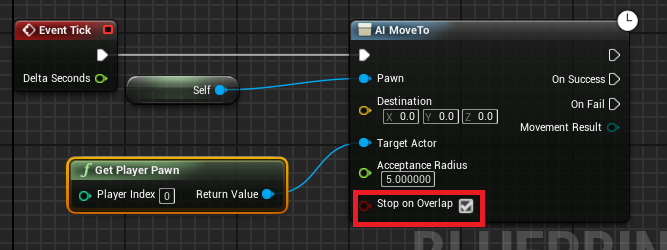 Event Tick
Delta Seconds
Self
Get Player Pawn
Player Index 0
Return Value
AI MoveTo
Pawn
Destination
X 0.0 Y 0.0 Z 0.0
Target Actor
Acceptance Radius
5.000000
Stop on Overlap
On Success
On Fail
Movement Result